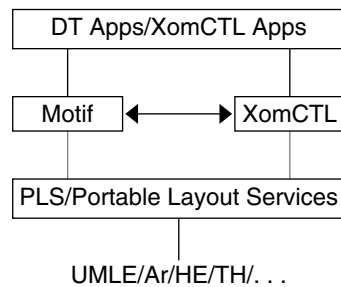 DT Apps/XomCTL Apps
Motif
XomCTL
PLS/Portable Layout Services
UMLE/Ar/HE/TH/. . .